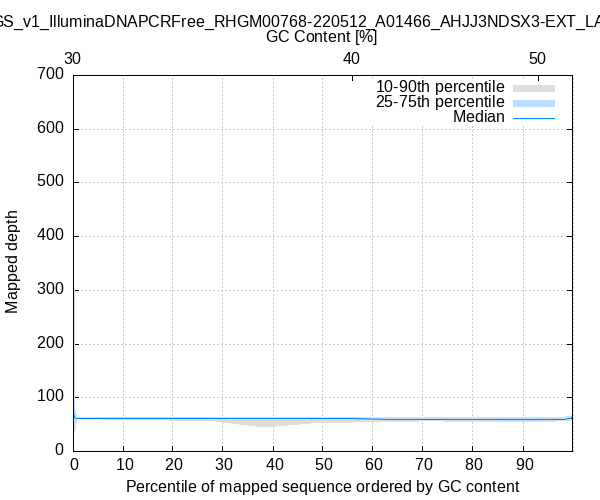 GS_v1_IlluminaDNAPCRFree_RHGM00768-220512_A01466_AHJJ3NDSX3-EXT_LA
GC Content [%]
30 40 50
700
600
500
400
300
200
100
0
10-90th percentile
25-75th percentile
Median
Mapped depth
0 10 20 30 40 50 60 70 80 90
Percentile of mapped sequence ordered by GC content